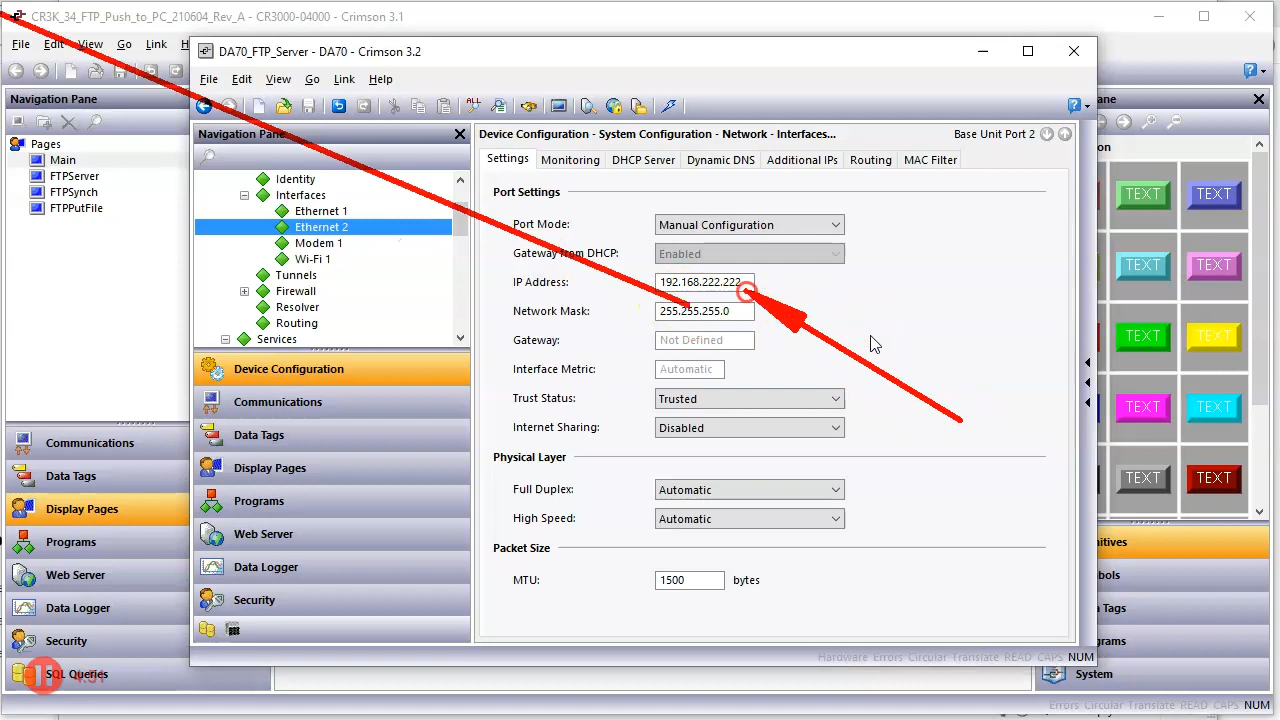 CR3K_34_FTP_Push_to_PC_210604_Rev_A - CR3000-04000 - Crimson 3.1
File Edit View Go Link H
Navigation Pane
Pages
Main
FTPServer
FTPSynch
FTPPutFile
Communications
Data Tags
Display Pages
Programs
Web Server
Data Logger
Security
SQL Queries
4:51
DA70_FTP_Server - DA70 - Crimson 3.2
File Edit View Go Link Help
ALL
Navigation Pane
Identity
Interfaces
Ethernet 1
Ethernet 2
Modem 1
Wi-Fi 1
Tunnels
Firewall
Resolver
Routing
Services
Device Configuration
Communications
Data Tags
Display Pages
Programs
Web Server
Data Logger
Security
Device Configuration - System Configuration - Network - Interfaces...
Base Unit Port 2
Settings Monitoring DHCP Server Dynamic DNS Additional IPs Routing MAC Filter
Port Settings
Port Mode: Manual Configuration
Gateway from DHCP: Enabled
IP Address: 192.168.222.222
Network Mask: 255.255.255.0
Gateway: Not Defined
Interface Metric: Automatic
Trust Status: Trusted
Internet Sharing: Disabled
Physical Layer
Full Duplex: Automatic
High Speed: Automatic
Packet Size
MTU: 1500 bytes
Hardware Errors Circular Translate READ CAPS NUM
ane
on
TEXT TEXT
TEXT TEXT
TEXT TEXT
TEXT TEXT
TEXT TEXT
mitives
bols
a Tags
grams
System
Errors Circular Translate READ CAPS NUM